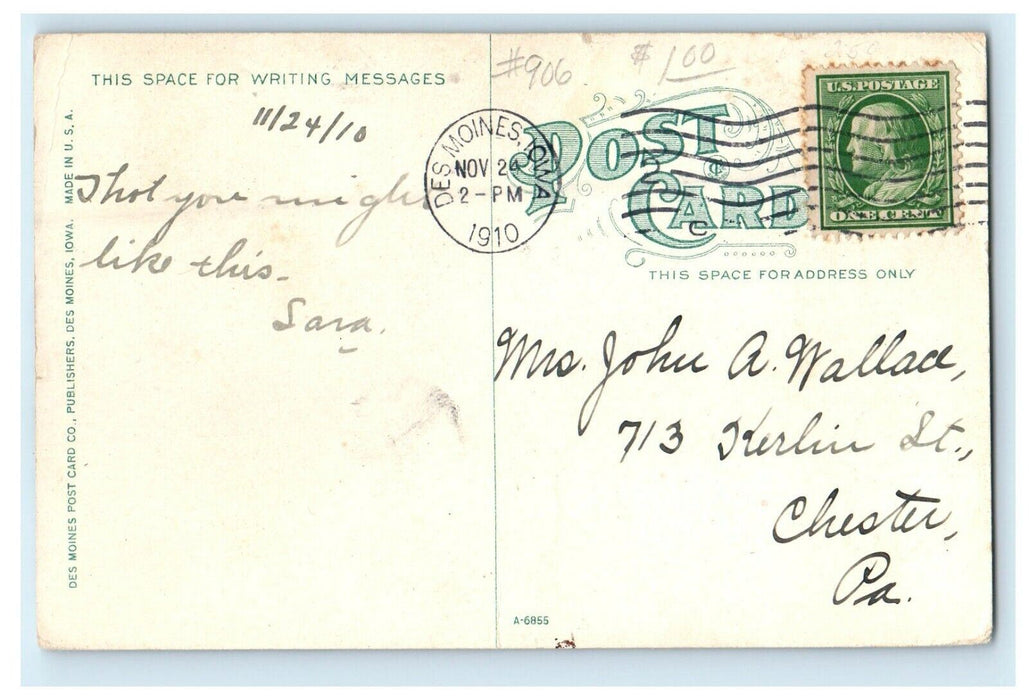 THIS SPACE FOR WRITING MESSAGES
11/24/10
Thot you might
like this-
Sara.
DES MOINES POST CARD CO., PUBLISHERS, DES MOINES, IOWA. MADE IN U. S. A.
#906
$1.00
DES MOINES, IOWA
NOV 24
2-PM
1910
POST CARD
U.S. POSTAGE
ONE CENT
THIS SPACE FOR ADDRESS ONLY
Mrs. John A. Wallace,
713 Kerlin St.,
Chester,
Pa.
A-6855